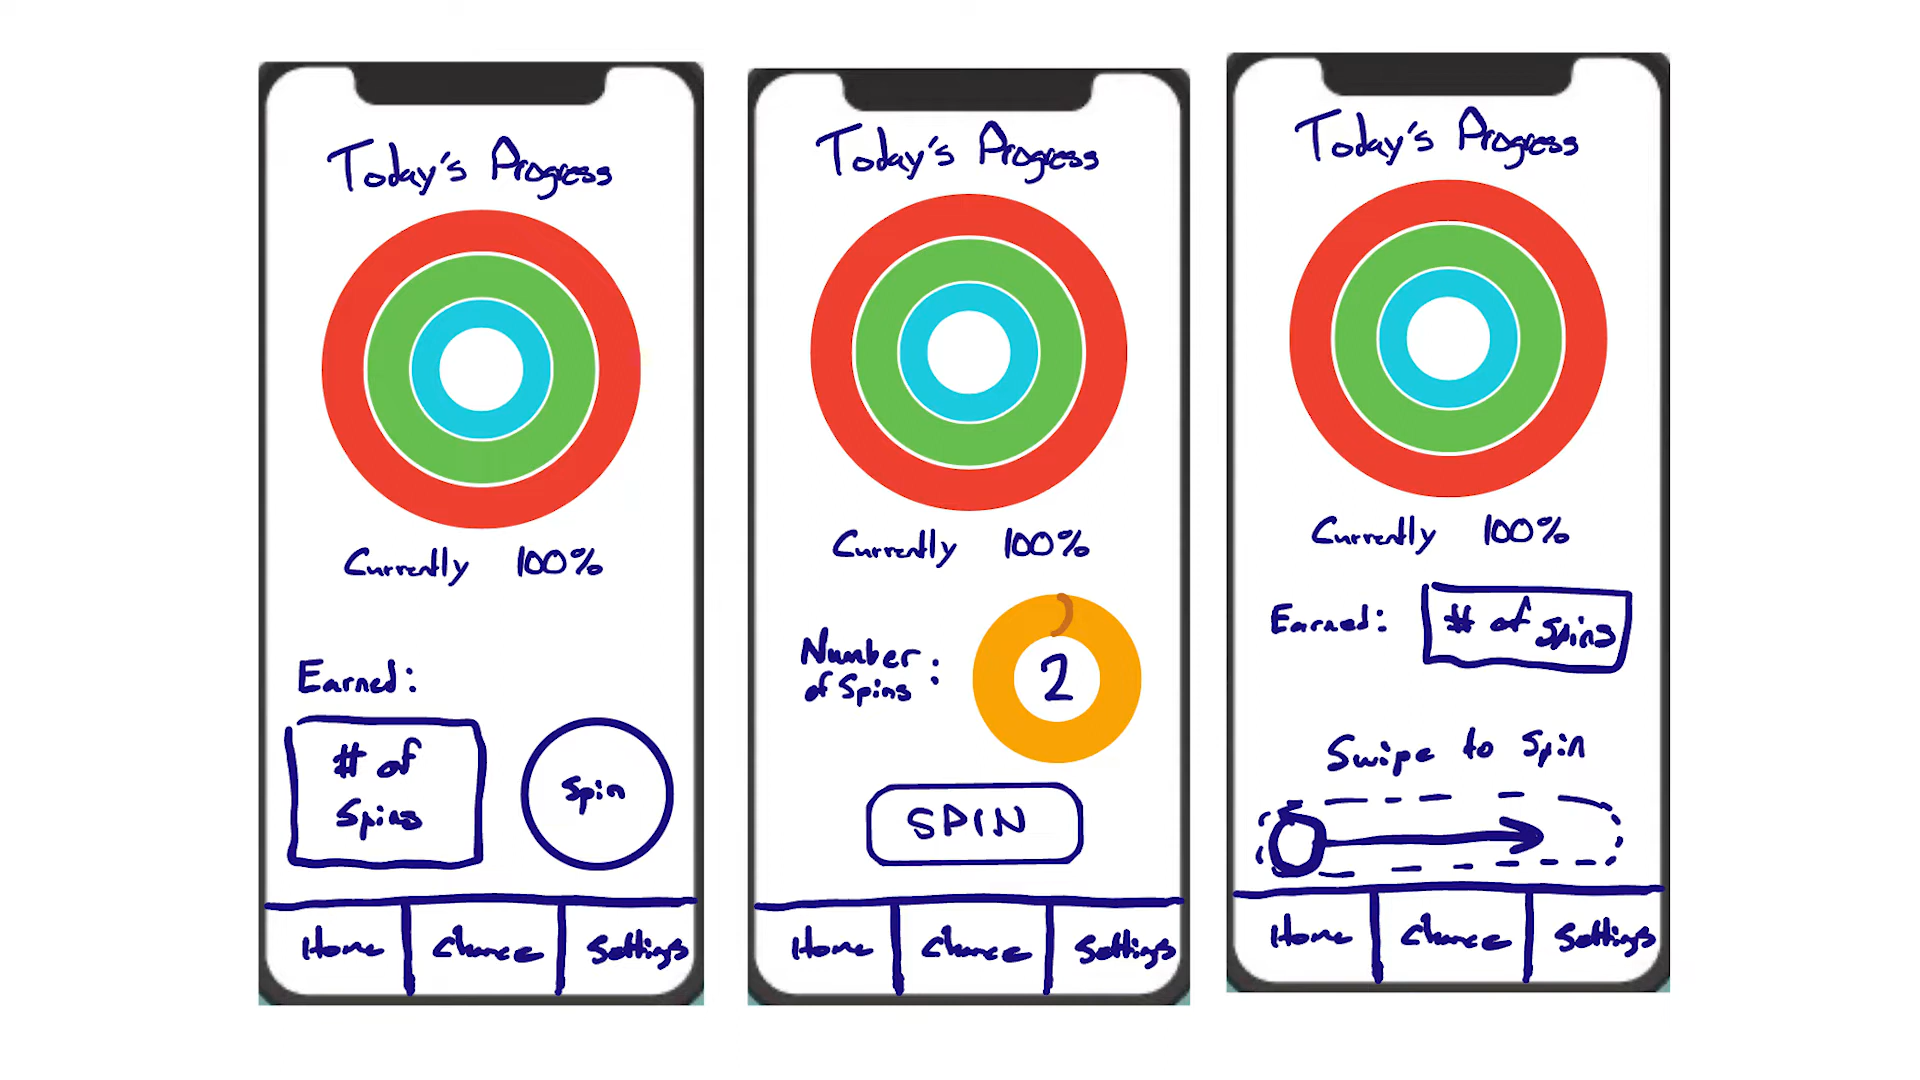 Today's Progress
Currently 100%
Earned:
# of
Spins
Spin
Home Chance Settings
Today's Progress
Currently 100%
Number
of Spins :
2
SPIN
Home Chance Settings
Today's Progress
Currently 100%
Earned: # of Spins
Swipe to Spin
Home Chance Settings